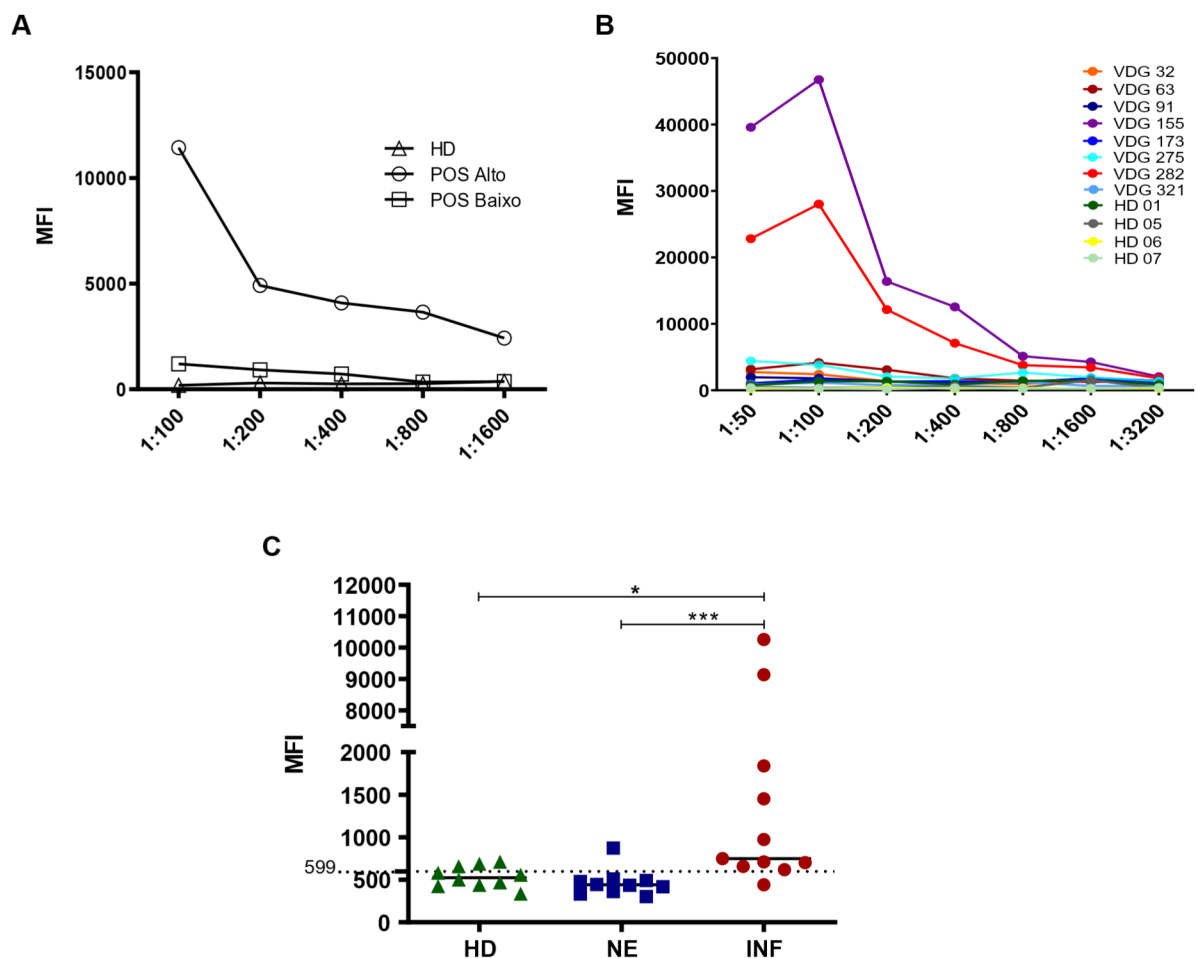 A
MFI
15000
10000
5000
0
1:100
1:200
1:400
1:800
1:1600
HD
POS Alto
POS Baixo
B
MFI
50000
40000
30000
20000
10000
0
1:50
1:100
1:200
1:400
1:800
1:1600
1:3200
VDG 32
VDG 63
VDG 91
VDG 155
VDG 173
VDG 275
VDG 282
VDG 321
HD 01
HD 05
HD 06
HD 07
C
MFI
12000
11000
10000
9000
8000
2000
1500
1000
599
500
0
*
***
HD
NE
INF